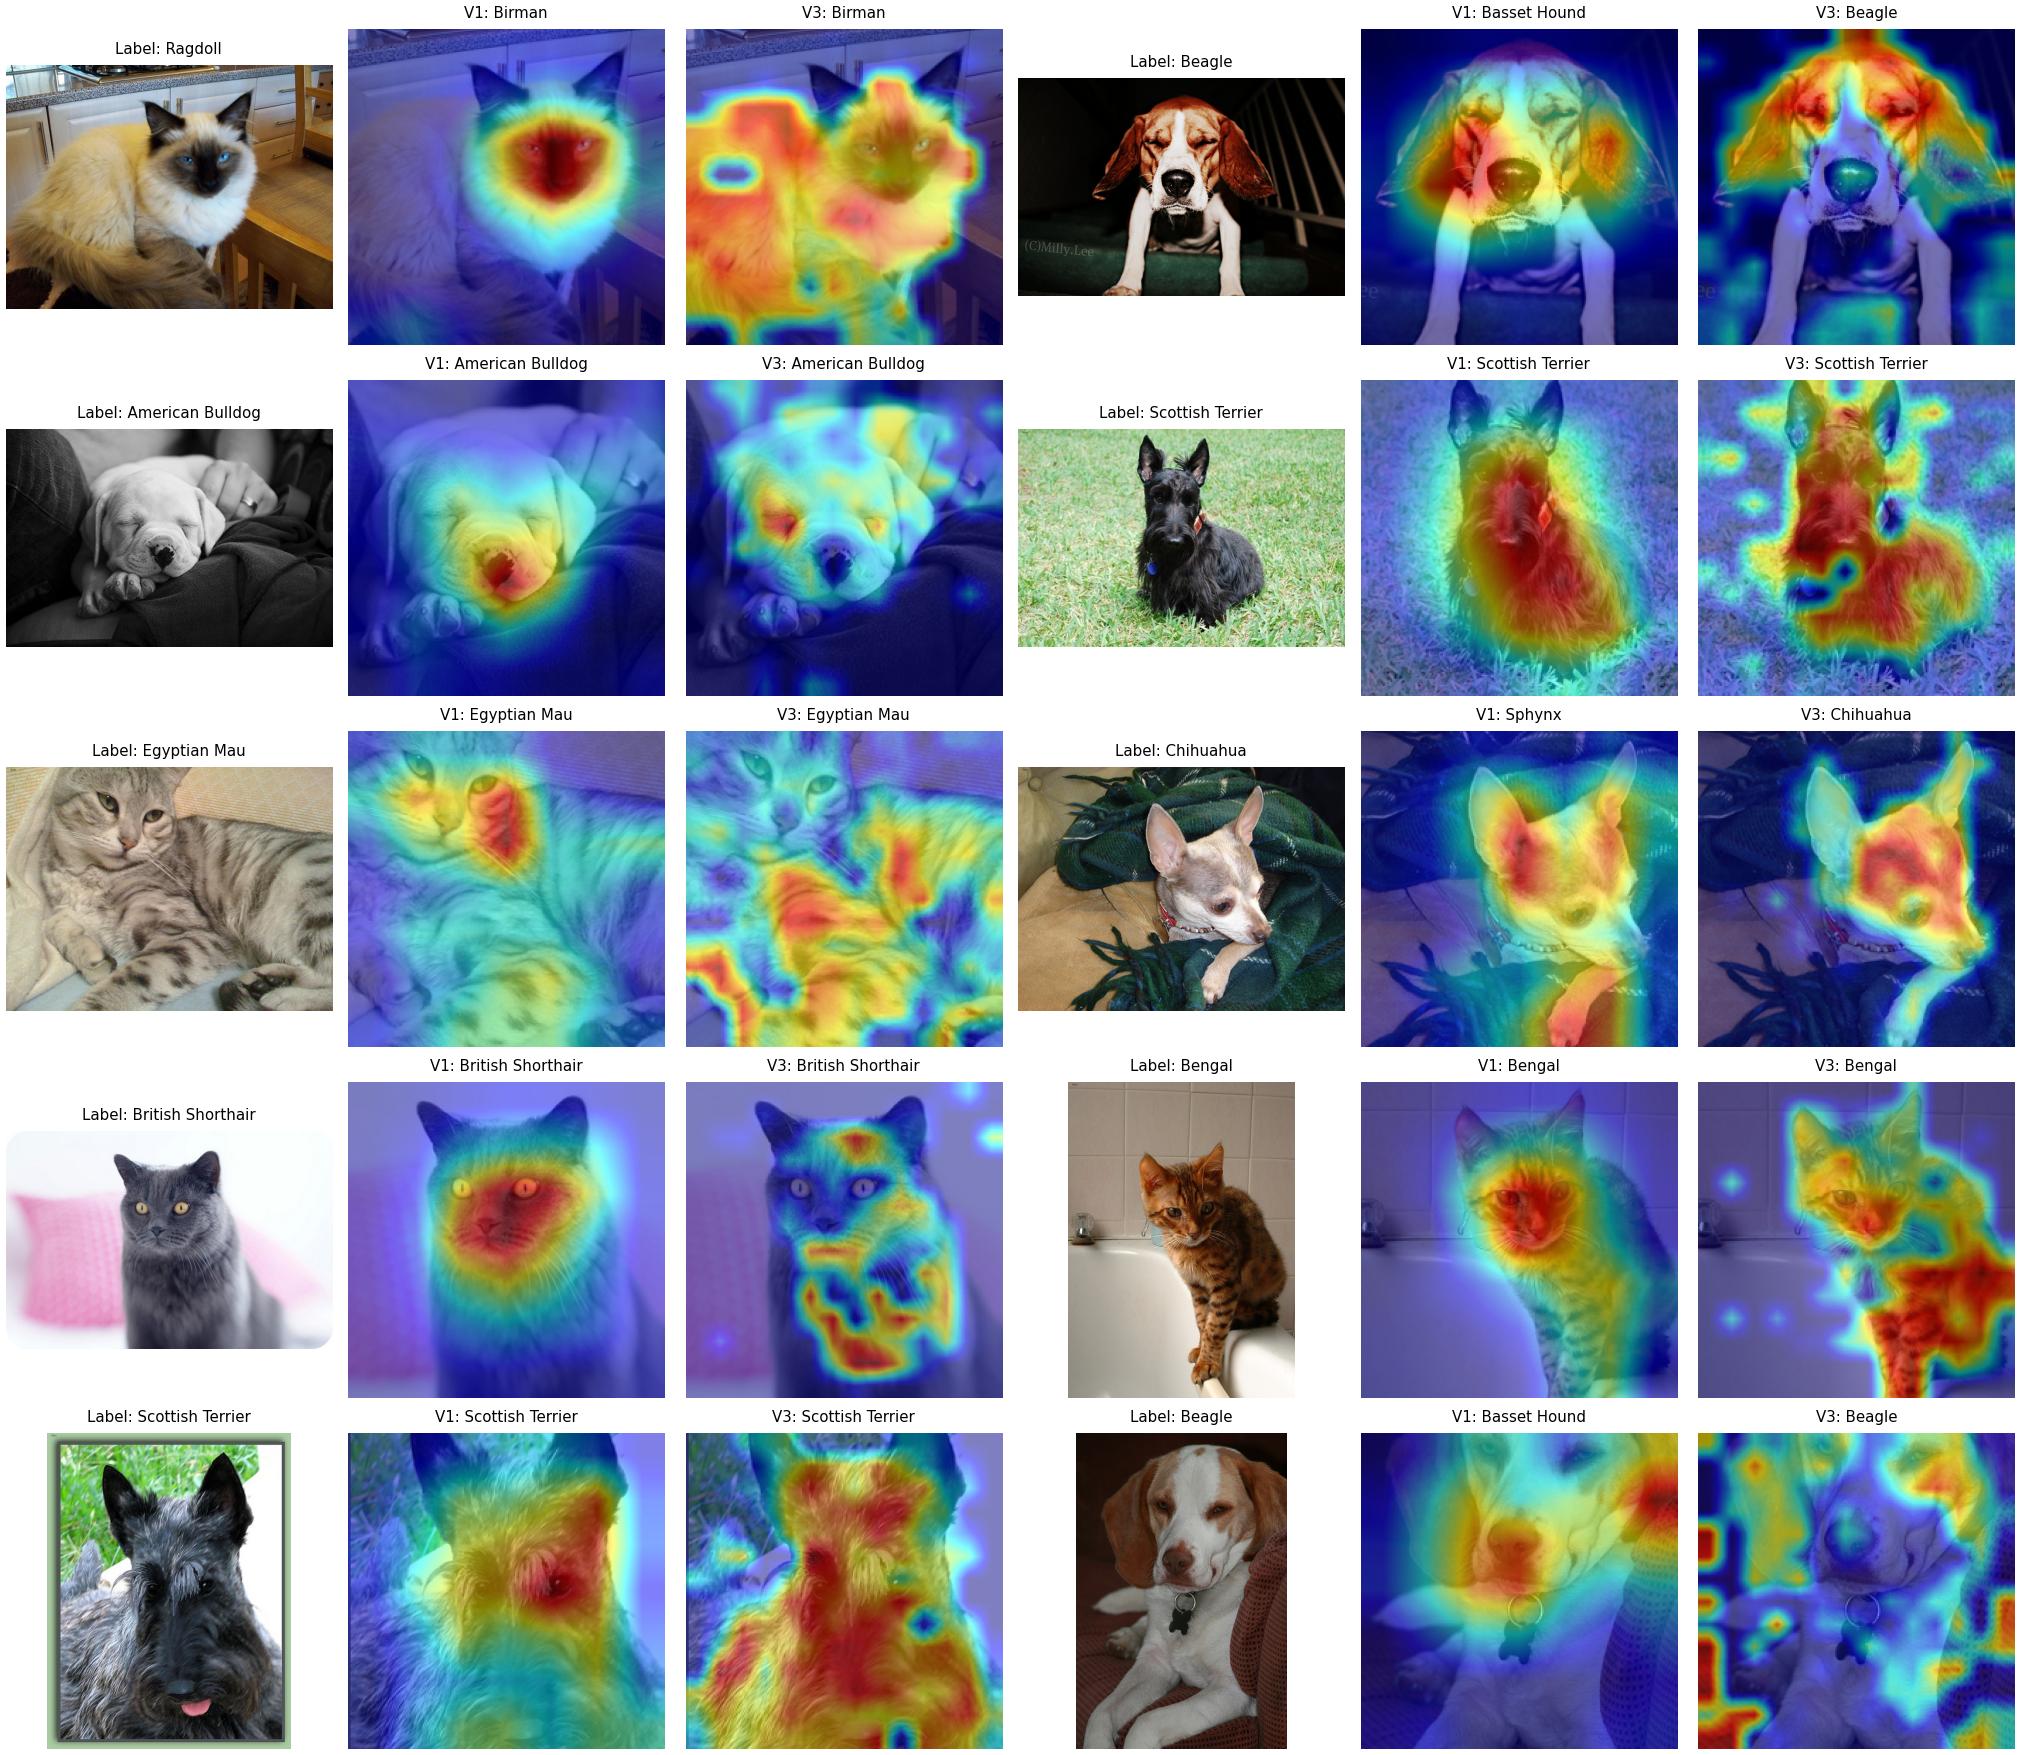 V1: Birman
V3: Birman
V1: Basset Hound
V3: Beagle
Label: Ragdoll
Label: Beagle
(C)Milly.Lee
ee
ee
V1: American Bulldog
V3: American Bulldog
V1: Scottish Terrier
V3: Scottish Terrier
Label: American Bulldog
Label: Scottish Terrier
V1: Egyptian Mau
V3: Egyptian Mau
V1: Sphynx
V3: Chihuahua
Label: Egyptian Mau
Label: Chihuahua
V1: British Shorthair
V3: British Shorthair
Label: Bengal
V1: Bengal
V3: Bengal
Label: British Shorthair
Label: Scottish Terrier
V1: Scottish Terrier
V3: Scottish Terrier
Label: Beagle
V1: Basset Hound
V3: Beagle